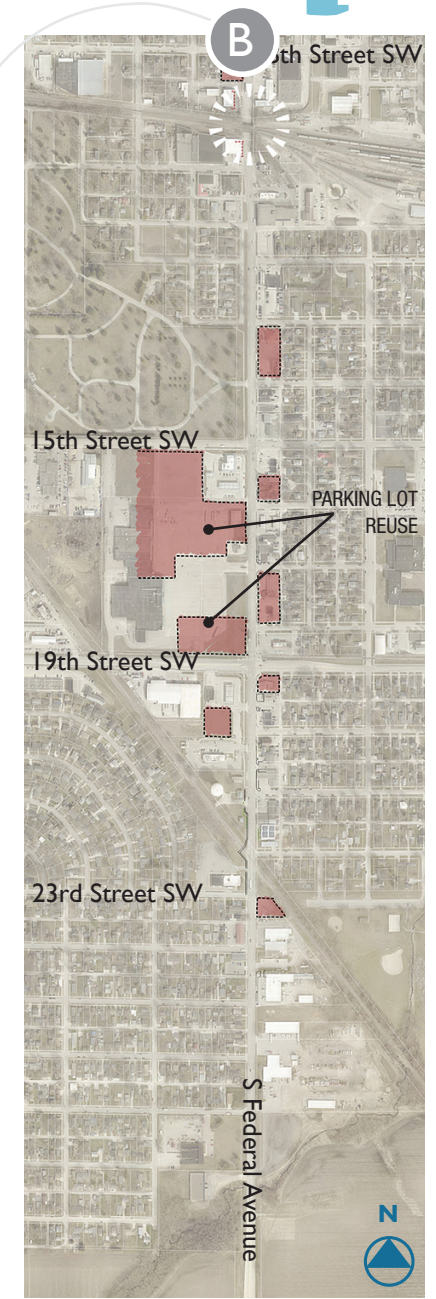 B
th Street SW
15th Street SW
PARKING LOT
REUSE
19th Street SW
23rd Street SW
S Federal Avenue
N